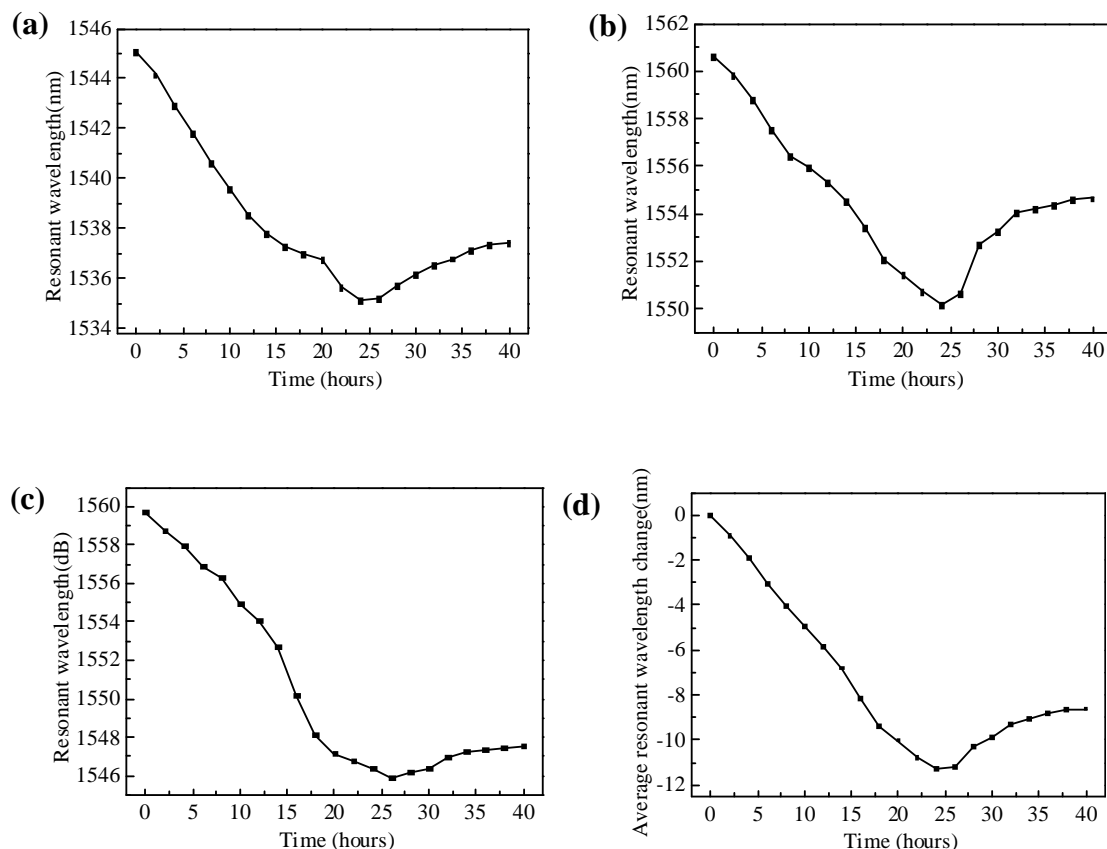 (a)
Resonant wavelength(nm)
1546
1544
1542
1540
1538
1536
1534
0 5 10 15 20 25 30 35 40
Time (hours)
(b)
Resonant wavelength(nm)
1562
1560
1558
1556
1554
1552
1550
0 5 10 15 20 25 30 35 40
Time (hours)
(c)
Resonant wavelength(dB)
1560
1558
1556
1554
1552
1550
1548
1546
0 5 10 15 20 25 30 35 40
Time (hours)
(d)
Average resonant wavelength change(nm)
0
-2
-4
-6
-8
-10
-12
0 5 10 15 20 25 30 35 40
Time (hours)